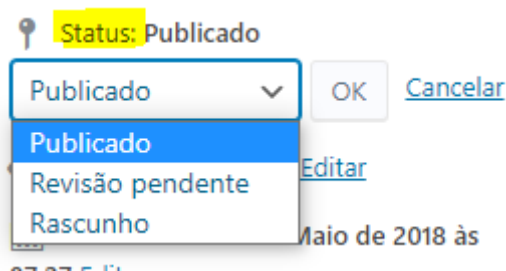 Status: Publicado
Publicado OK Cancelar
Publicado
Revisão pendente Editar
Rascunho
Maio de 2018 às